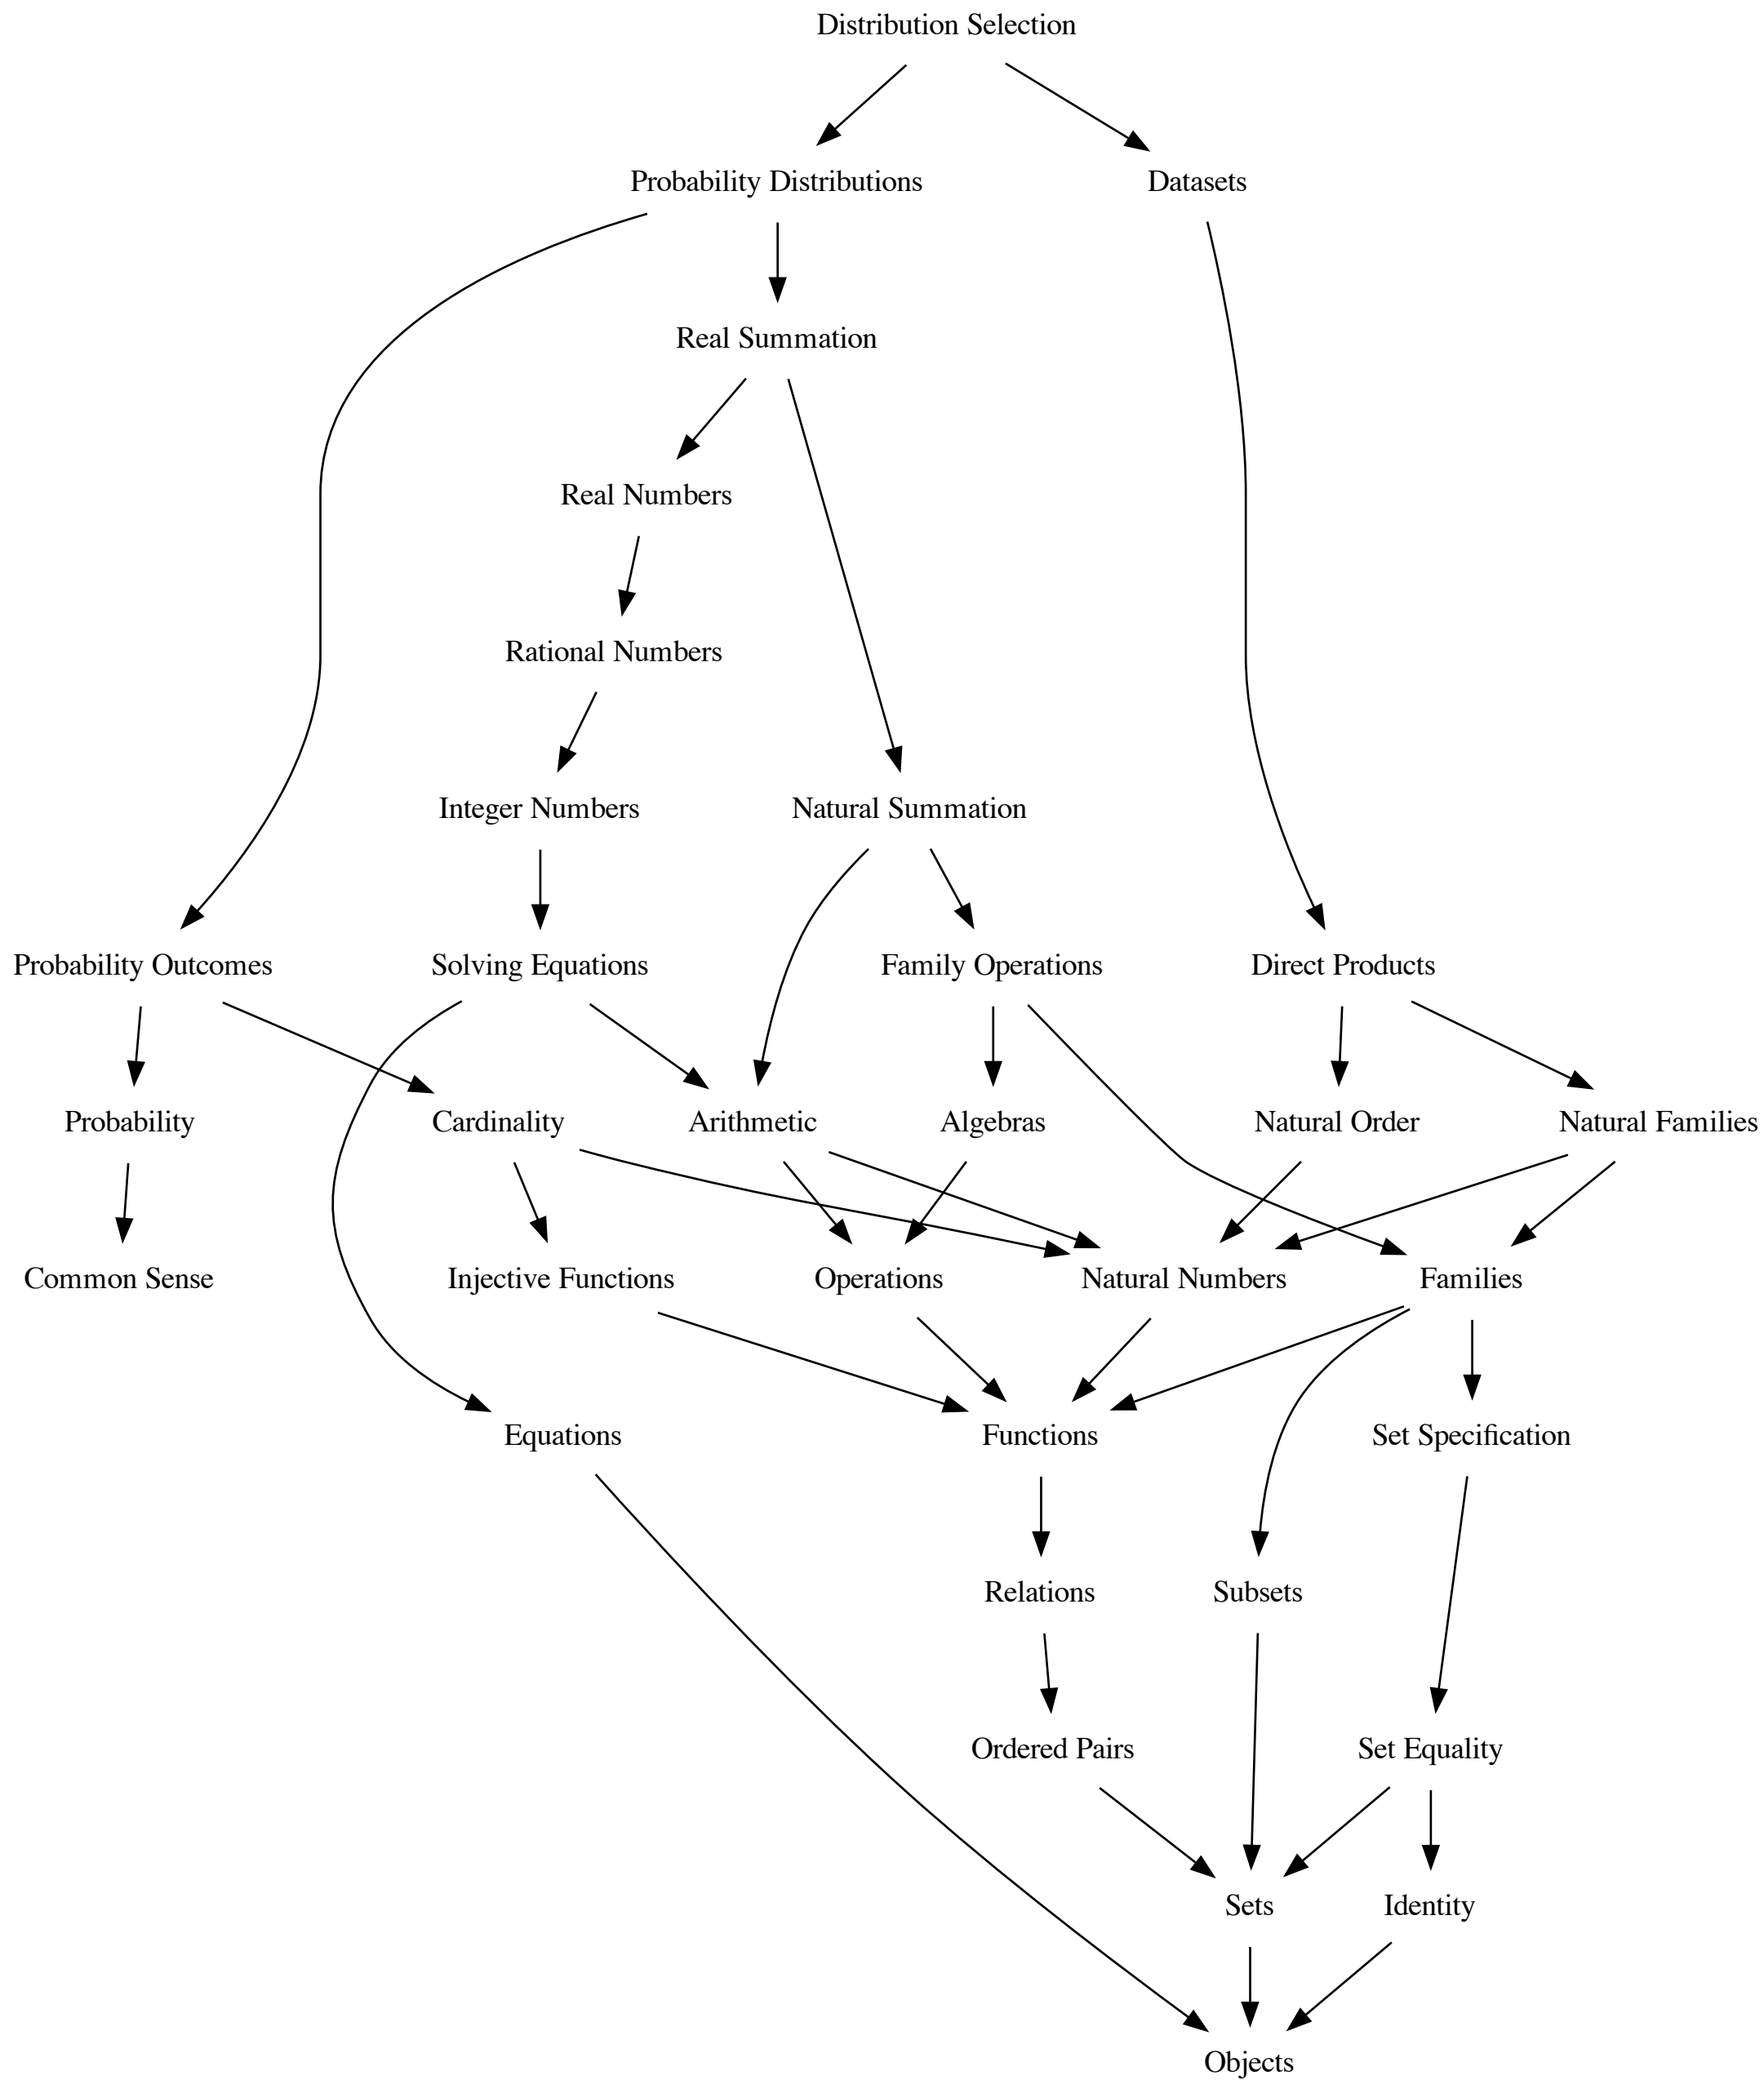 Distribution Selection
Probability Distributions
Datasets
Real Summation
Real Numbers
Rational Numbers
Integer Numbers
Natural Summation
Probability Outcomes
Solving Equations
Family Operations
Direct Products
Probability
Cardinality
Arithmetic
Algebras
Natural Order
Natural Families
Common Sense
Injective Functions
Operations
Natural Numbers
Families
Equations
Functions
Set Specification
Relations
Subsets
Ordered Pairs
Set Equality
Sets
Identity
Objects